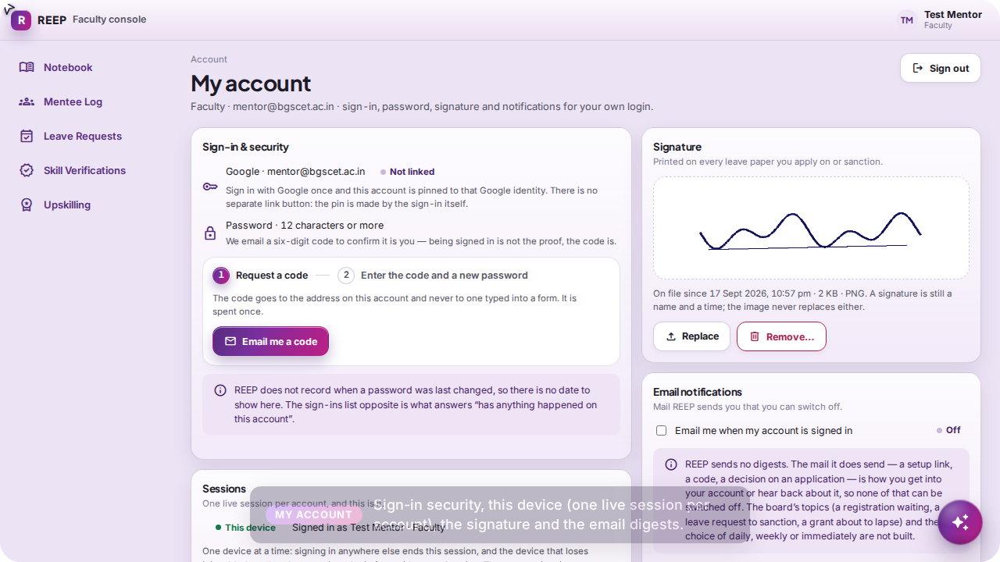 R REEP Faculty console
TM Test Mentor
Faculty
Notebook
Mentee Log
Leave Requests
Skill Verifications
Upskilling
Account
My account
Faculty · mentor@bgscet.ac.in · sign-in, password, signature and notifications for your own login.
Sign out
Sign-in & security
Google · mentor@bgscet.ac.in Not linked
Sign in with Google once and this account is pinned to that Google identity. There is no
separate link button: the pin is made by the sign-in itself.
Password · 12 characters or more
We email a six-digit code to confirm it is you — being signed in is not the proof, the code is.
1 Request a code 2 Enter the code and a new password
The code goes to the address on this account and never to one typed into a form. It is
spent once.
Email me a code
REEP does not record when a password was last changed, so there is no date to
show here. The sign-ins list opposite is what answers “has anything happened on
this account”.
Sessions
One live session per account, and this is it.
This device Signed in as Test Mentor · Faculty
One device at a time: signing in anywhere else ends this session, and the device that loses
Signature
Printed on every leave paper you apply on or sanction.
On file since 17 Sept 2026, 10:57 pm · 2 KB · PNG. A signature is still a
name and a time; the image never replaces either.
Replace
Remove...
Email notifications
Mail REEP sends you that you can switch off.
Email me when my account is signed in Off
REEP sends no digests. The mail it does send — a setup link,
a code, a decision on an application — is how you get into
your account or hear back about it, so none of that can be
switched off. The board’s topics (a registration waiting, a
leave request to sanction, a grant about to lapse) and the
choice of daily, weekly or immediately are not built.
MY ACCOUNT
Sign-in security, this device (one live session per
account), the signature and the email digests.